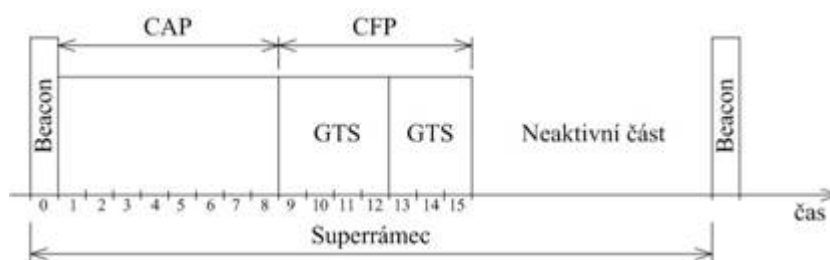 CAP CFP
Beacon GTS GTS Neaktivní část Beacon
0 1 2 3 4 5 6 7 8 9 10 11 12 13 14 15
čas
Superrámec